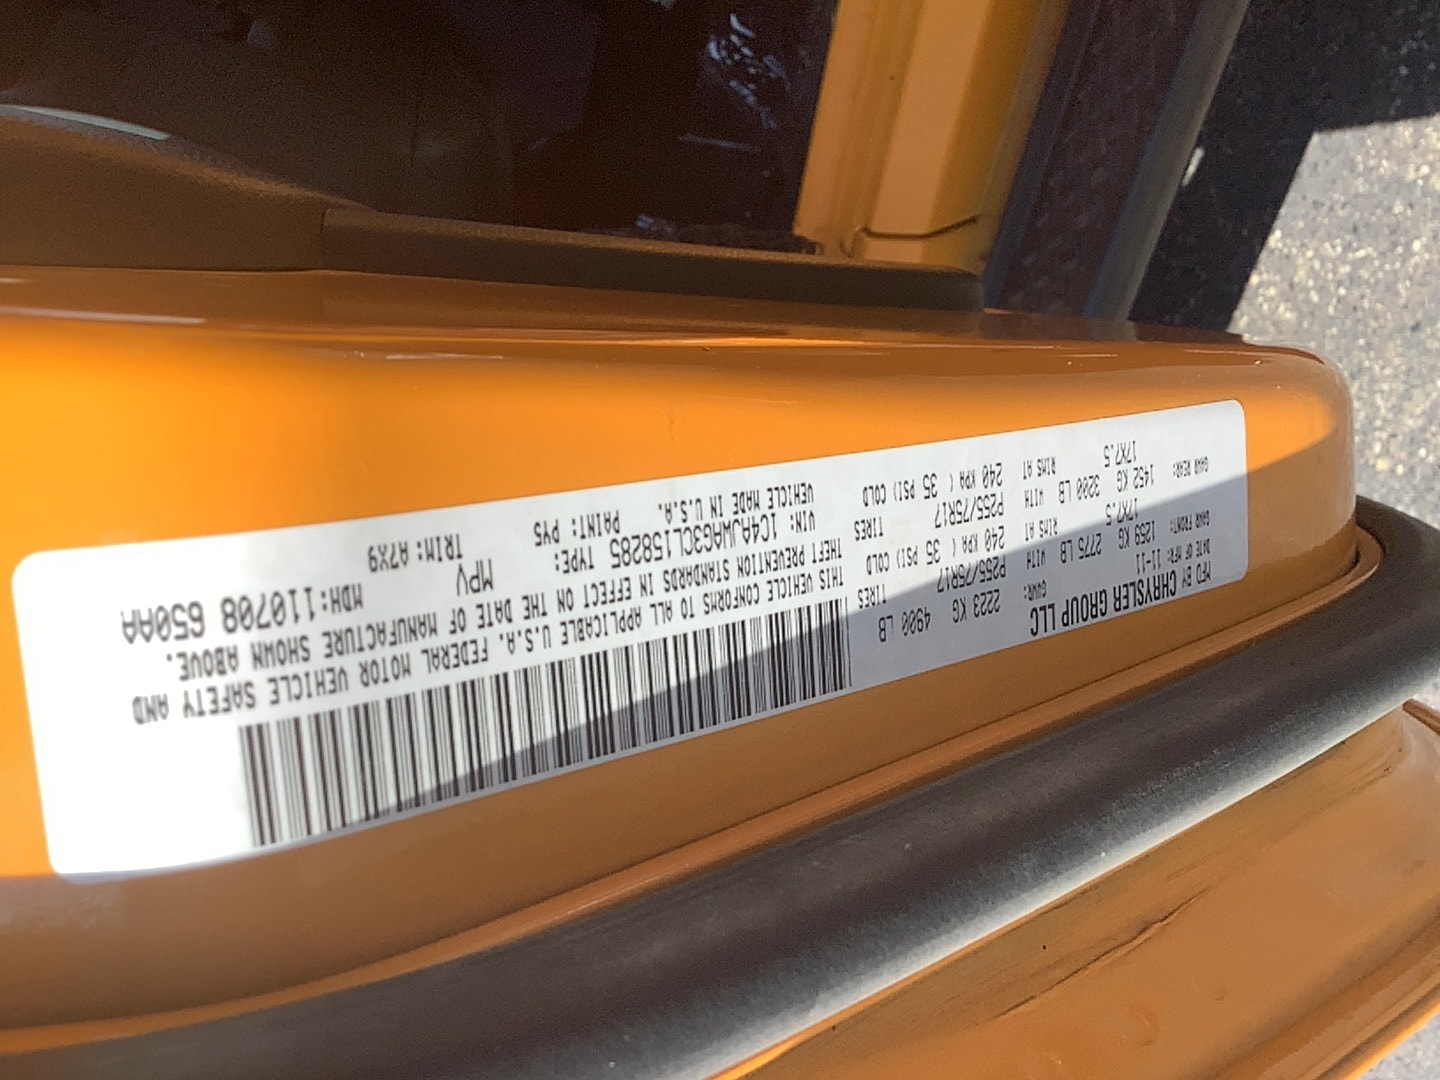 MFD BY CHRYSLER GROUP LLC
DATE OF MFR: 11-11 GVWR: 2223 KG 4900 LB
GAWR FRONT: WITH TIRES
1259 KG 2775 LB P255/75R17
RIMS AT 240 KPA ( 35 PSI) COLD
17X7.5
GAWR REAR: WITH TIRES
1452 KG 3200 LB P255/75R17
RIMS AT 240 KPA ( 35 PSI) COLD
17X7.5
THIS VEHICLE CONFORMS TO ALL APPLICABLE U.S.A. FEDERAL MOTOR VEHICLE SAFETY AND
THEFT PREVENTION STANDARDS IN EFFECT ON THE DATE OF MANUFACTURE SHOWN ABOVE.
VIN: 1C4AJWAG3CL158285 TYPE: MPV MDH:110708 650AA
VEHICLE MADE IN U.S.A. PAINT: PY5 TRIM: A7X9